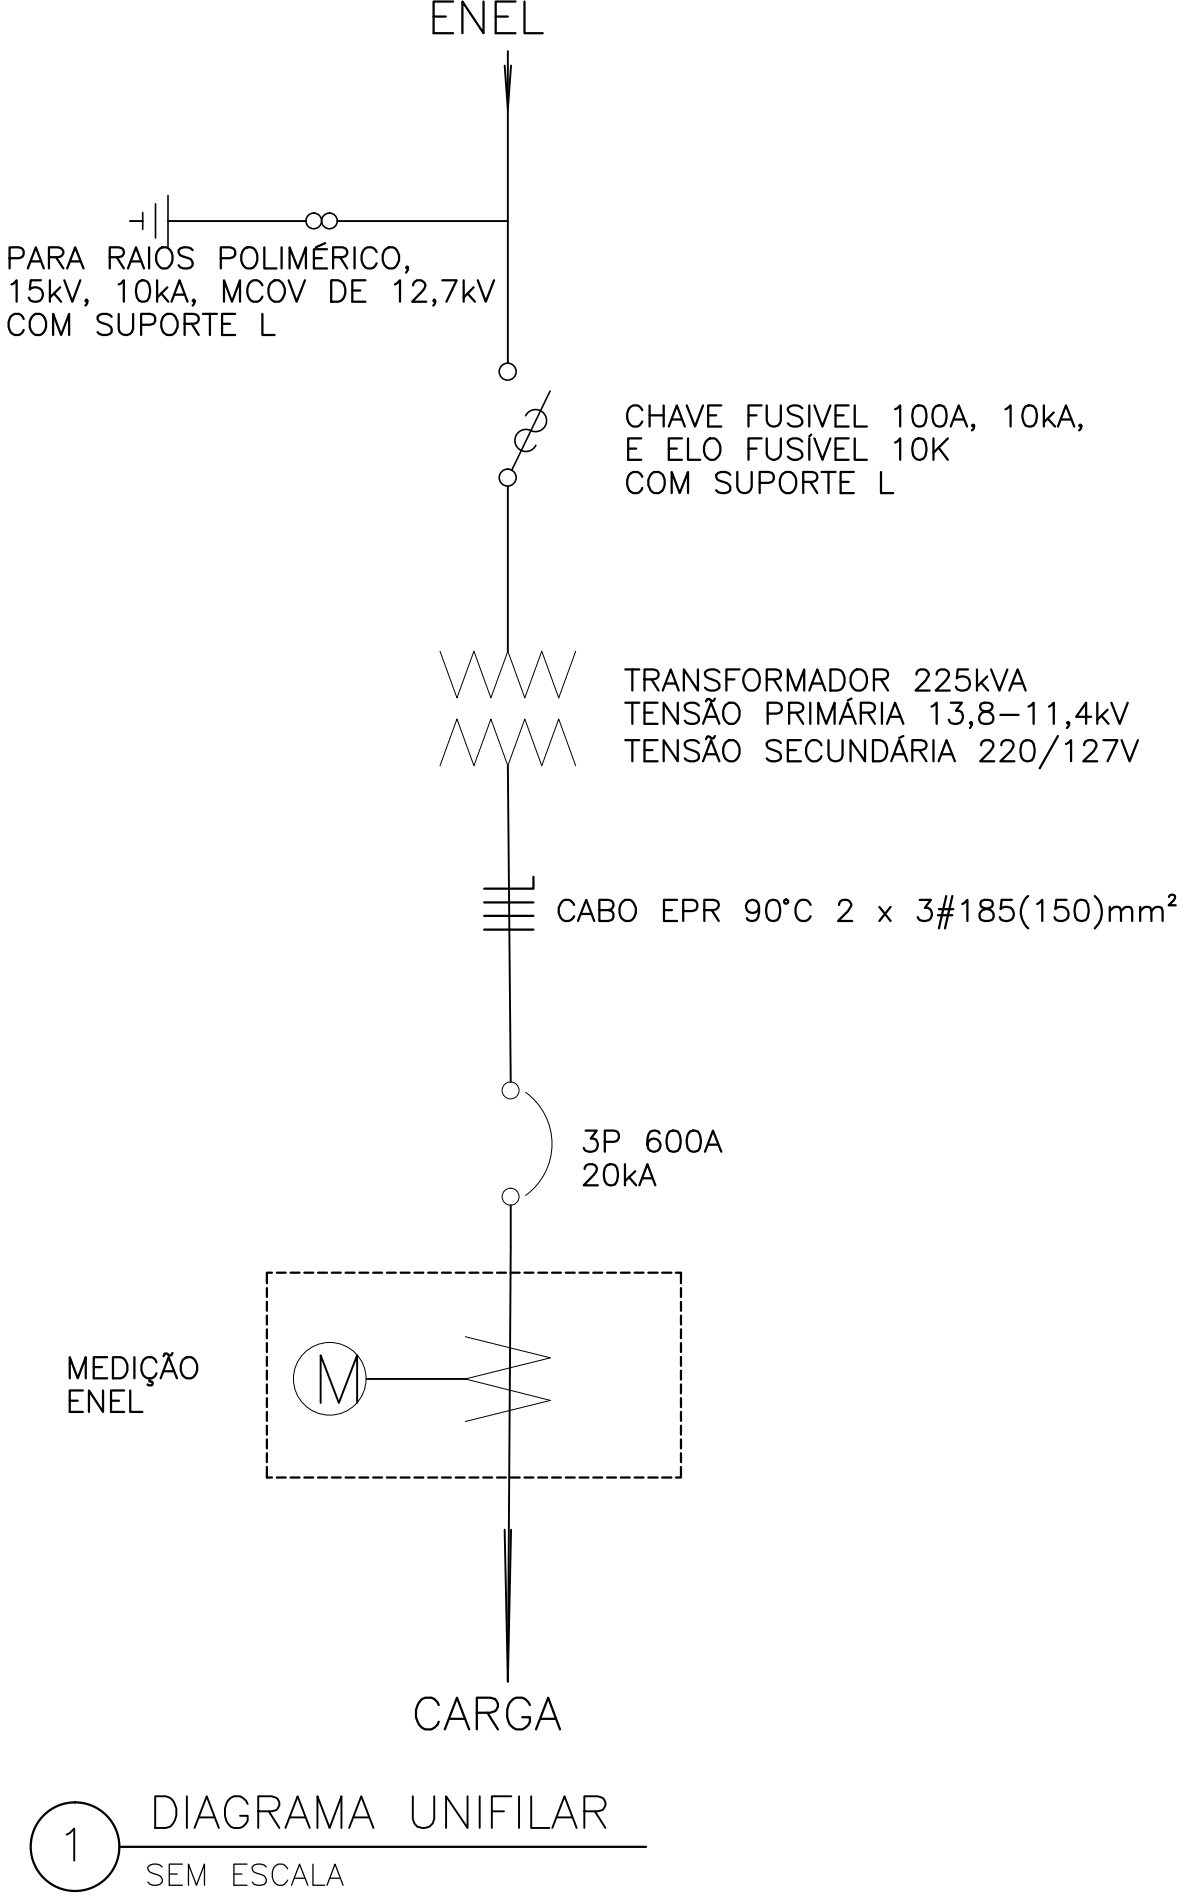 ENEL
PARA RAIOS POLIMÉRICO,
15kV, 10kA, MCOV DE 12,7kV
COM SUPORTE L
CHAVE FUSIVEL 100A, 10kA,
E ELO FUSÍVEL 10K
COM SUPORTE L
TRANSFORMADOR 225kVA
TENSÃO PRIMÁRIA 13,8-11,4kV
TENSÃO SECUNDÁRIA 220/127V
CABO EPR 90°C 2 x 3#185(150)mm²
3P 600A
20kA
MEDIÇÃO
ENEL
M
CARGA
1
DIAGRAMA UNIFILAR
SEM ESCALA